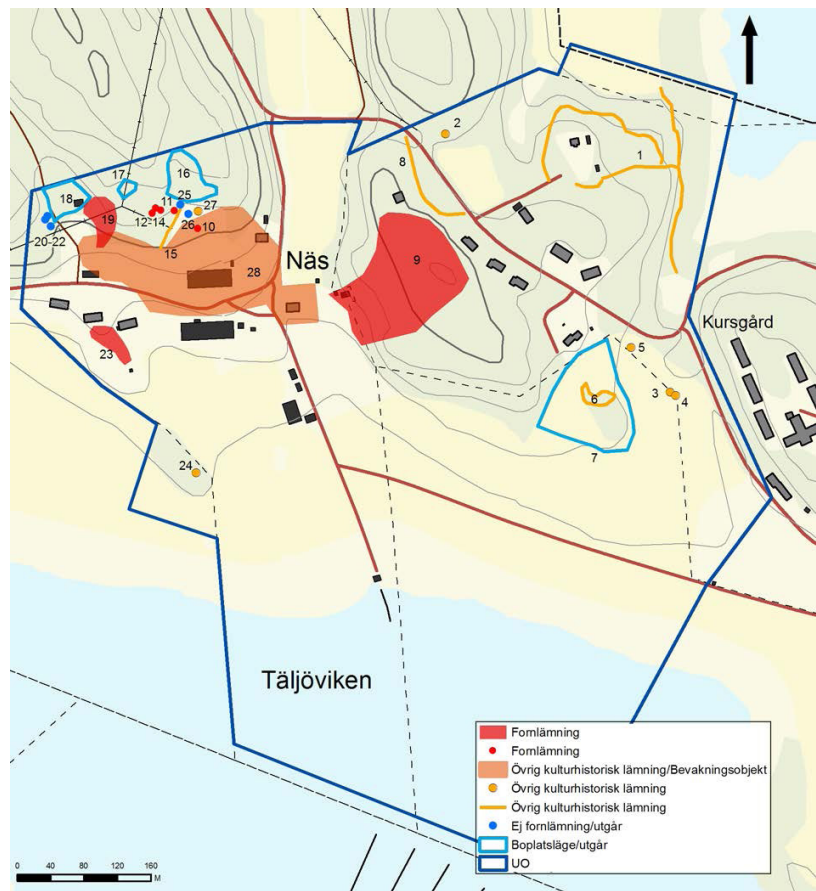 2
1
8
17
16
18
11
25
27
12-14
26
10
19
20-22
15
28
Näs
9
Kursgård
23
5
3
4
6
7
24
Täljöviken
Fornlämning
Fornlämning
Övrig kulturhistorisk lämning/Bevakningsobjekt
Övrig kulturhistorisk lämning
Övrig kulturhistorisk lämning
Ej fornlämning/utgår
Boplatsläge/utgår
UO
0 40 80 120 160
M